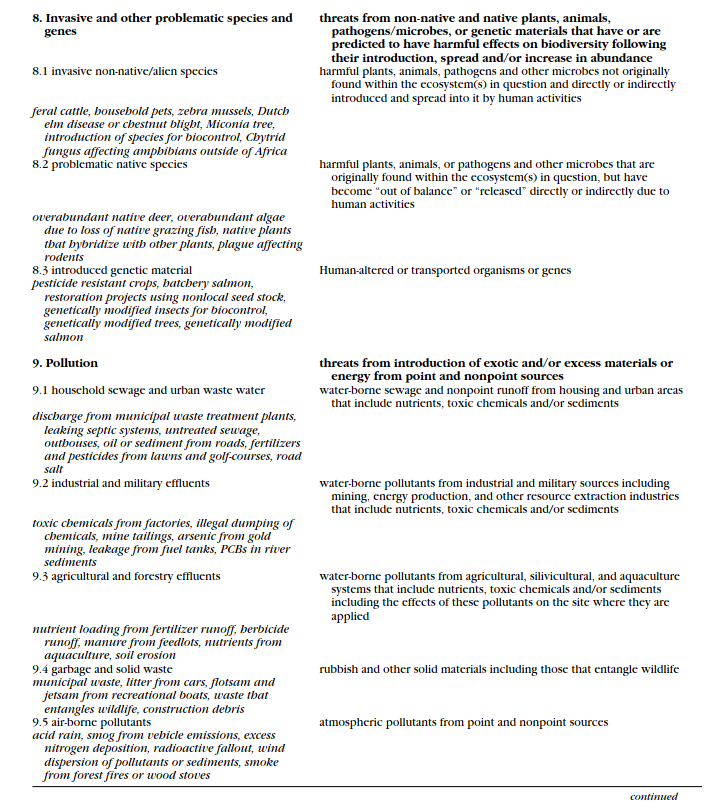 8. Invasive and other problematic species and
genes
threats from non-native and native plants, animals,
pathogens/microbes, or genetic materials that have or are
predicted to have harmful effects on biodiversity following
their introduction, spread and/or increase in abundance
8.1 invasive non-native/alien species
harmful plants, animals, pathogens and other microbes not originally
found within the ecosystem(s) in question and directly or indirectly
introduced and spread into it by human activities
feral cattle, household pets, zebra mussels, Dutch
elm disease or chestnut blight, Miconia tree,
introduction of species for biocontrol, Chytrid
fungus affecting amphibians outside of Africa
8.2 problematic native species
harmful plants, animals, or pathogens and other microbes that are
originally found within the ecosystem(s) in question, but have
become “out of balance” or “released” directly or indirectly due to
human activities
overabundant native deer, overabundant algae
due to loss of native grazing fish, native plants
that hybridize with other plants, plague affecting
rodents
8.3 introduced genetic material
Human-altered or transported organisms or genes
pesticide resistant crops, hatchery salmon,
restoration projects using nonlocal seed stock,
genetically modified insects for biocontrol,
genetically modified trees, genetically modified
salmon
9. Pollution
threats from introduction of exotic and/or excess materials or
energy from point and nonpoint sources
9.1 household sewage and urban waste water
water-borne sewage and nonpoint runoff from housing and urban areas
that include nutrients, toxic chemicals and/or sediments
discharge from municipal waste treatment plants,
leaking septic systems, untreated sewage,
outhouses, oil or sediment from roads, fertilizers
and pesticides from lawns and golf-courses, road
salt
9.2 industrial and military effluents
water-borne pollutants from industrial and military sources including
mining, energy production, and other resource extraction industries
that include nutrients, toxic chemicals and/or sediments
toxic chemicals from factories, illegal dumping of
chemicals, mine tailings, arsenic from gold
mining, leakage from fuel tanks, PCBs in river
sediments
9.3 agricultural and forestry effluents
water-borne pollutants from agricultural, silivicultural, and aquaculture
systems that include nutrients, toxic chemicals and/or sediments
including the effects of these pollutants on the site where they are
applied
nutrient loading from fertilizer runoff, herbicide
runoff, manure from feedlots, nutrients from
aquaculture, soil erosion
9.4 garbage and solid waste
rubbish and other solid materials including those that entangle wildlife
municipal waste, litter from cars, flotsam and
jetsam from recreational boats, waste that
entangles wildlife, construction debris
9.5 air-borne pollutants
atmospheric pollutants from point and nonpoint sources
acid rain, smog from vehicle emissions, excess
nitrogen deposition, radioactive fallout, wind
dispersion of pollutants or sediments, smoke
from forest fires or wood stoves
continued